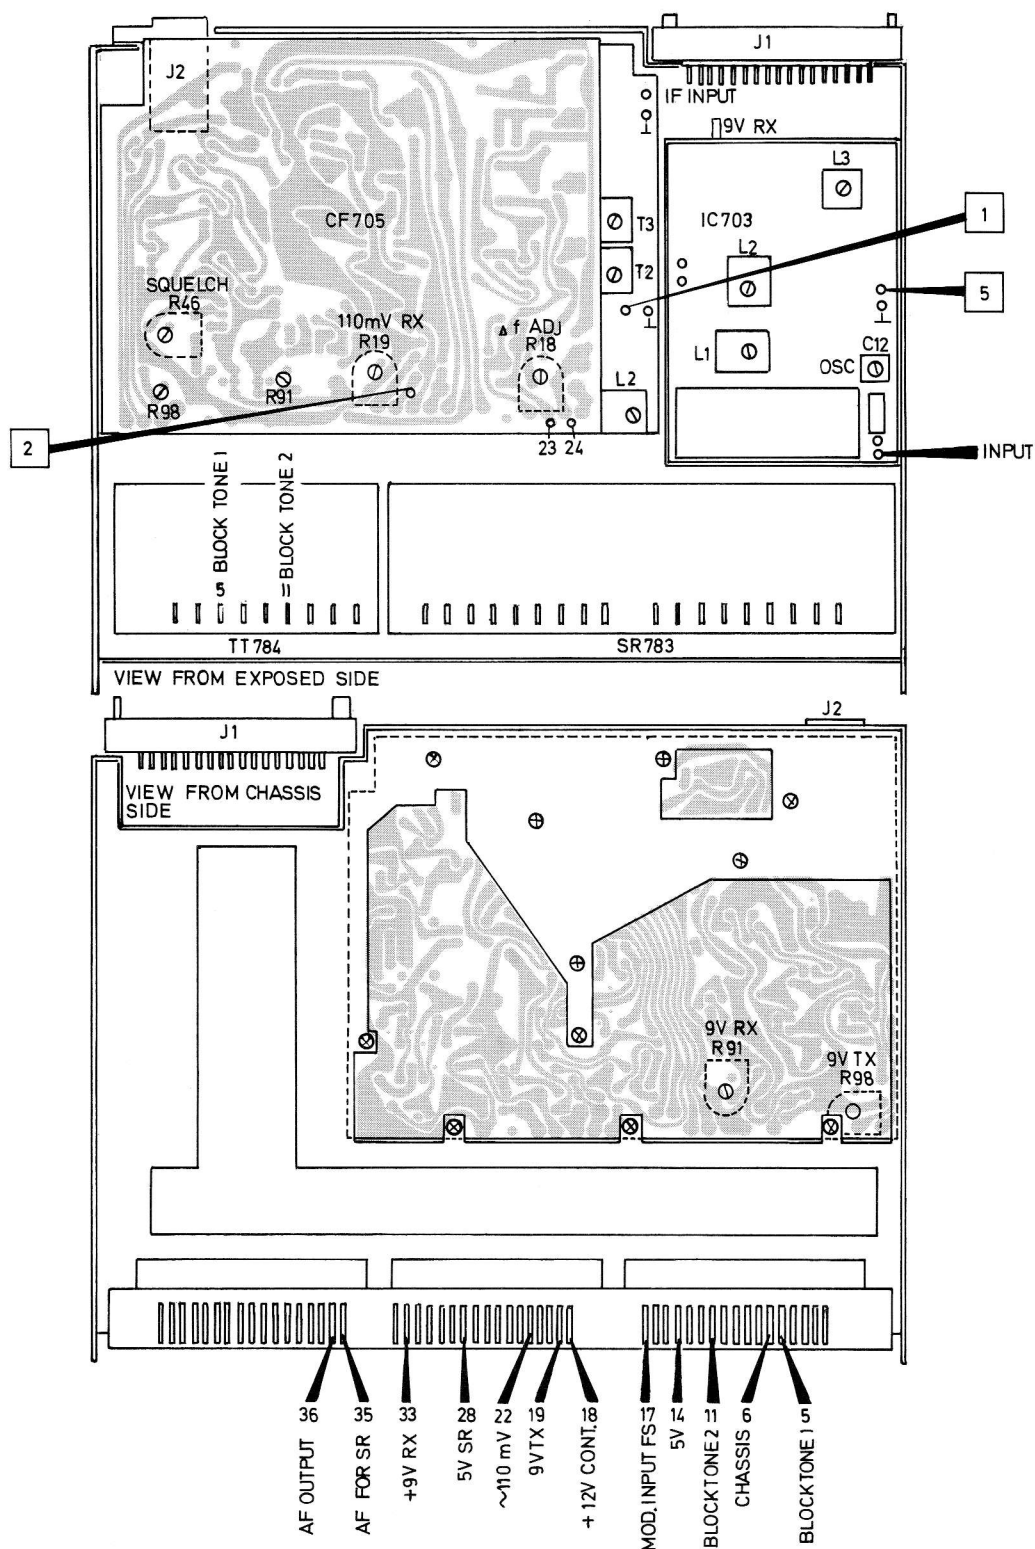 J1
J2
IF INPUT
9V RX
L3
1
CF705
IC703
T3
L2
T2
5
SQUELCH
R46
110mV RX
R19
Δ f ADJ
R18
C12
OSC
L1
L2
R98
R91
2
23 24
INPUT
5 BLOCK TONE 1
11 BLOCK TONE 2
TT784
SR783
VIEW FROM EXPOSED SIDE
J1
J2
VIEW FROM CHASSIS
SIDE
9V RX
R91
9V TX
R98
AF OUTPUT 36
AF FOR SR 35
+9V RX 33
5V SR 28
~110 mV 22
9VTX 19
+12V CONT. 18
MOD. INPUT FS 17
5V 14
BLOCKTONE 2 11
CHASSIS 6
BLOCKTONE 1 5